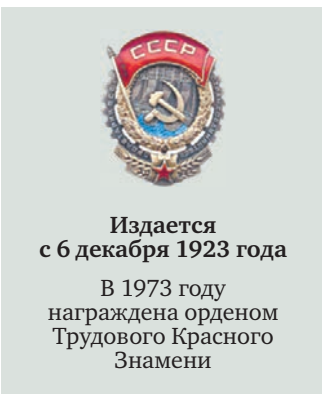 СССР
Издается
с 6 декабря 1923 года
В 1973 году
награждена орденом
Трудового Красного
Знамени